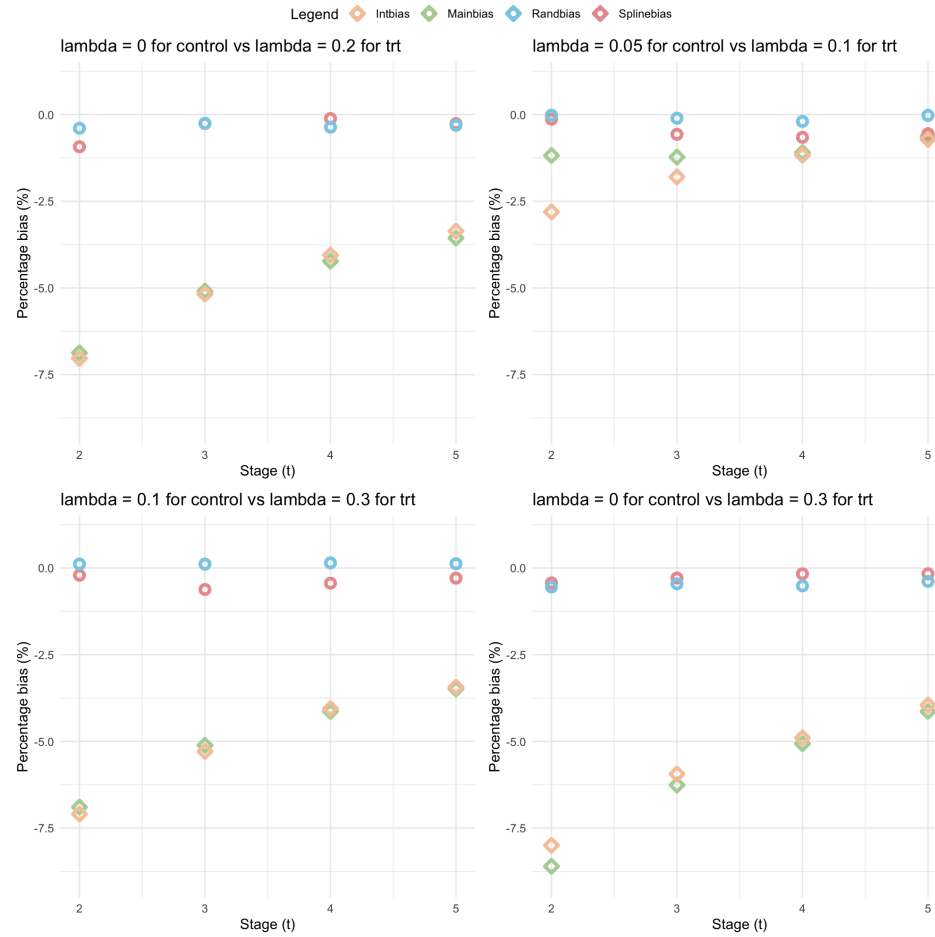 Legend Intbias Mainbias Randbias Splinebias
lambda = 0 for control vs lambda = 0.2 for trt
0.0
-2.5
-5.0
-7.5
Percentage bias (%)
2 3 4 5
Stage (t)
lambda = 0.05 for control vs lambda = 0.1 for trt
0.0
-2.5
-5.0
-7.5
Percentage bias (%)
2 3 4 5
Stage (t)
lambda = 0.1 for control vs lambda = 0.3 for trt
0.0
-2.5
-5.0
-7.5
Percentage bias (%)
2 3 4 5
Stage (t)
lambda = 0 for control vs lambda = 0.3 for trt
0.0
-2.5
-5.0
-7.5
Percentage bias (%)
2 3 4 5
Stage (t)